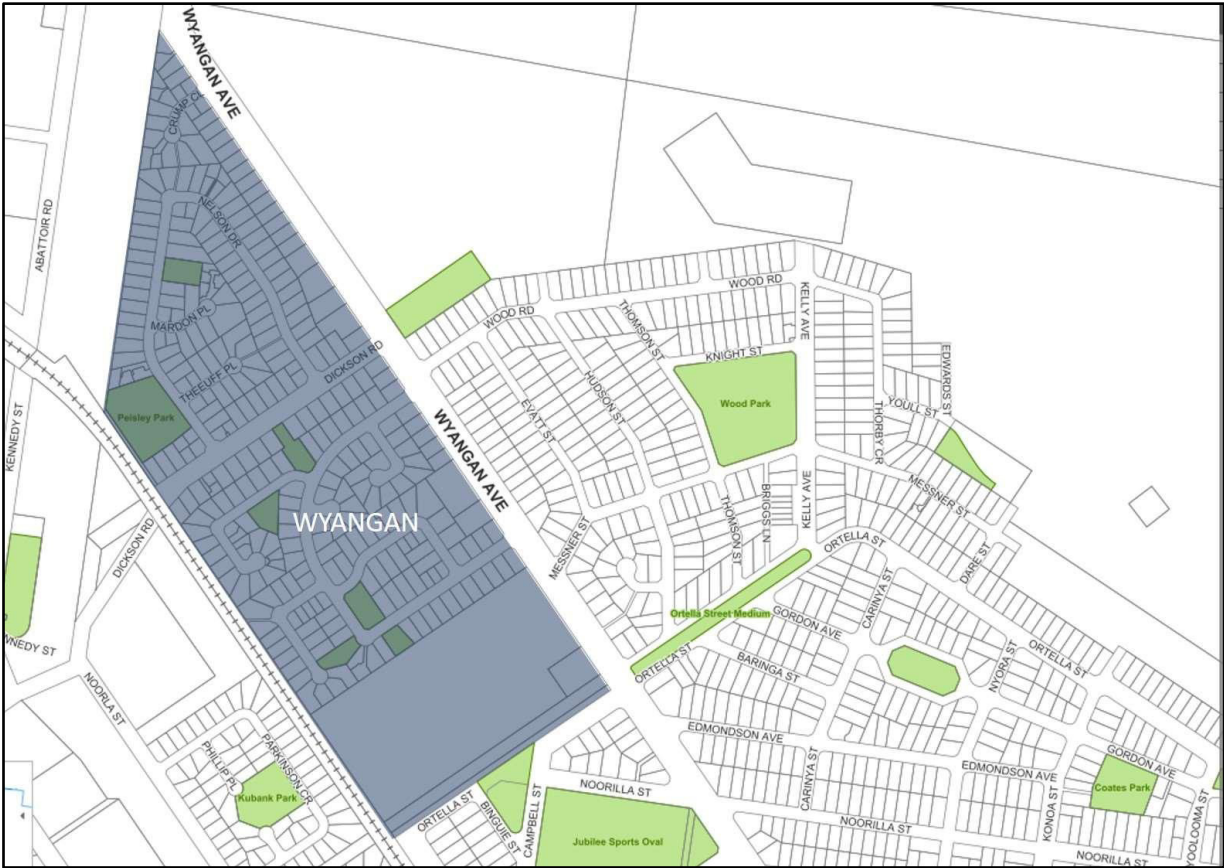 WYANGAN AVE
CRUMP CL
ABATTOIR RD
NELSON DR
WOOD RD
KELLY AVE
MARDON PL
WOOD RD
THOMSON ST
DICKSON RD
KNIGHT ST
EDWARDS ST
THEEUFF PL
HUDSON ST
Peisley Park
EVATT ST
Wood Park
YOULL ST
KENNEDY ST
WYANGAN AVE
THORBY CR
MESSNER ST
WYANGAN
THOMSON ST
BRIGGS LN
KELLY AVE
DICKSON RD
MESSNER ST
ORTELLA ST
DARE ST
CARINYA ST
Ortella Street Medium
GORDON AVE
NNEDY ST
ORTELLA ST
BARINGA ST
NYORA ST
ORTELLA ST
NOORLA ST
EDMONDSON AVE
PHILLIP PL
PARKINSON CR
GORDON AVE
EDMONDSON AVE
CARINYA ST
NOORILLA ST
Kubank Park
Coates Park
ORTELLA ST
BINGUIE ST
CAMPBELL ST
KONOA ST
OOLOOMA ST
NOORILLA ST
Jubilee Sports Oval
NOORILLA ST